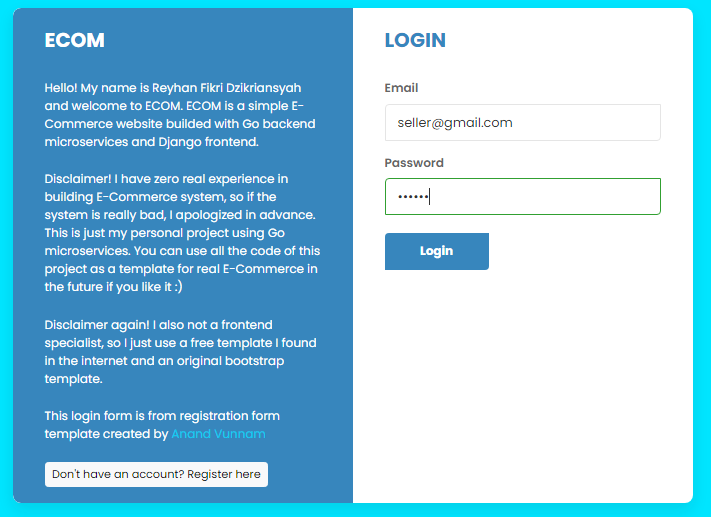 ECOM
Hello! My name is Reyhan Fikri Dzikriansyah
and welcome to ECOM. ECOM is a simple E-
Commerce website builded with Go backend
microservices and Django frontend.
Disclaimer! I have zero real experience in
building E-Commerce system, so if the
system is really bad, I apologized in advance.
This is just my personal project using Go
microservices. You can use all the code of this
project as a template for real E-Commerce in
the future if you like it :)
Disclaimer again! I also not a frontend
specialist, so I just use a free template I found
in the internet and an original bootstrap
template.
This login form is from registration form
template created by Anand Vunnam
Don't have an account? Register here
LOGIN
Email
seller@gmail.com
Password
••••••
Login